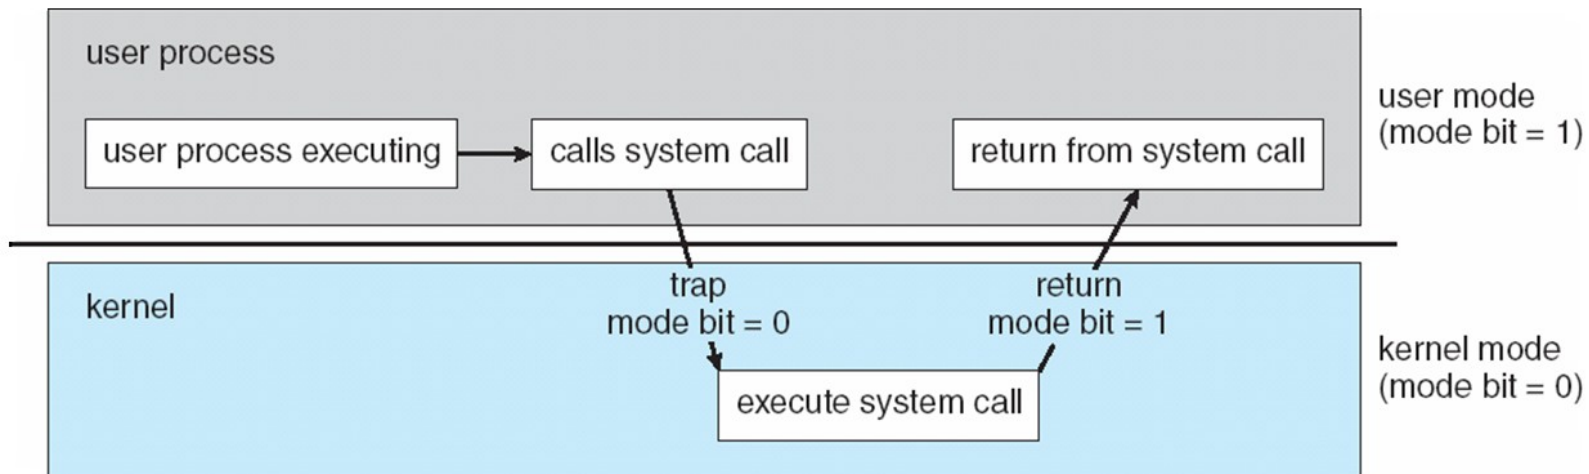 user process
user process executing
calls system call
return from system call
user mode
(mode bit = 1)
kernel
trap
mode bit = 0
return
mode bit = 1
execute system call
kernel mode
(mode bit = 0)